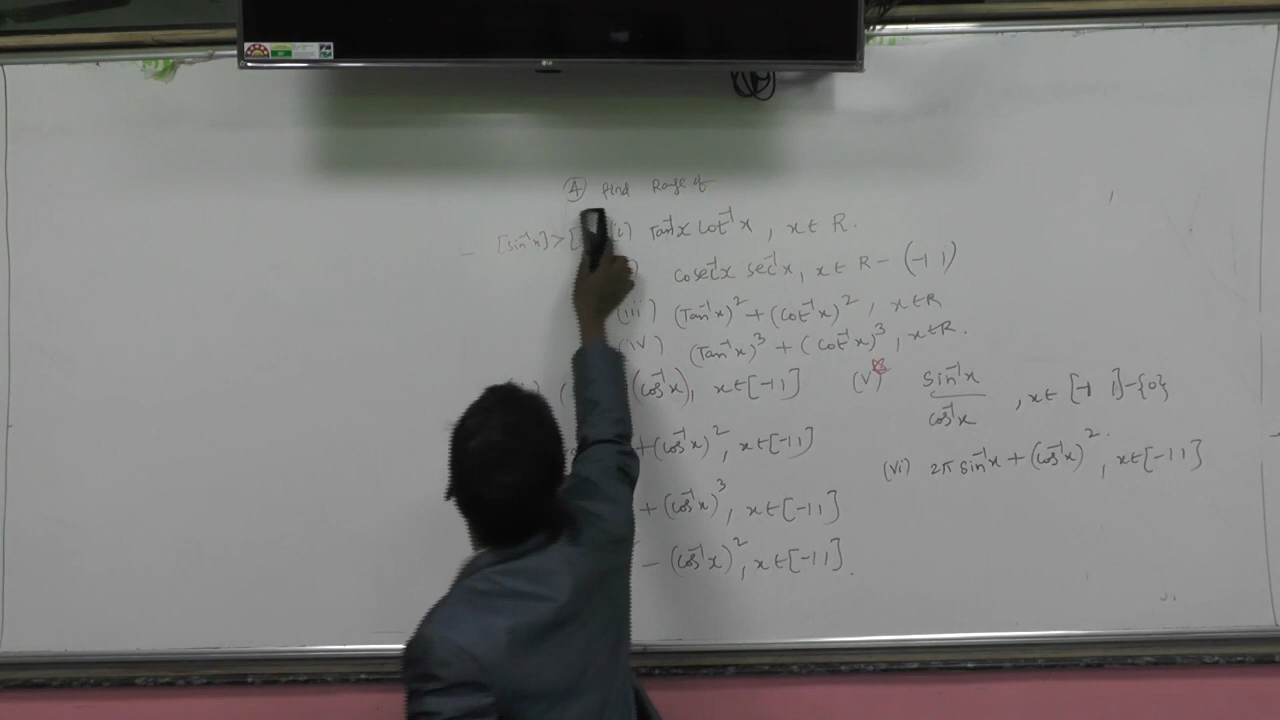 LG
④ find Range of
[sin⁻¹x] > [
(i) Tan⁻¹x cot⁻¹x , x ∈ R.
) cosec⁻¹x sec⁻¹x, x ∈ R - (-1 1)
(iii) (Tan⁻¹x)² + (cot⁻¹x)² , x ∈ R
(iv) (Tan⁻¹x)³ + (cot⁻¹x)³ , x ∈ R.
(cos⁻¹x), x ∈ [-1 1]
+ (cos⁻¹x)², x ∈ [-1 1]
+ (cos⁻¹x)³, x ∈ [-1 1]
- (cos⁻¹x)², x ∈ [-1 1].
(v) sin⁻¹x / cos⁻¹x , x ∈ [-1 1] - {0}
(vi) 2π sin⁻¹x + (cos⁻¹x)². , x ∈ [-1 1]